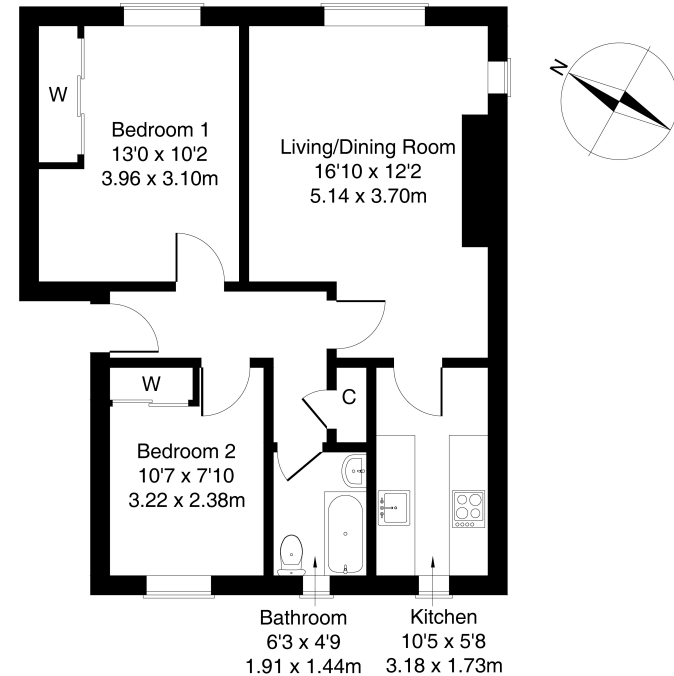 N
W
Bedroom 1
13'0 x 10'2
3.96 x 3.10m
Living/Dining Room
16'10 x 12'2
5.14 x 3.70m
W
C
Bedroom 2
10'7 x 7'10
3.22 x 2.38m
Bathroom
6'3 x 4'9
1.91 x 1.44m
Kitchen
10'5 x 5'8
3.18 x 1.73m